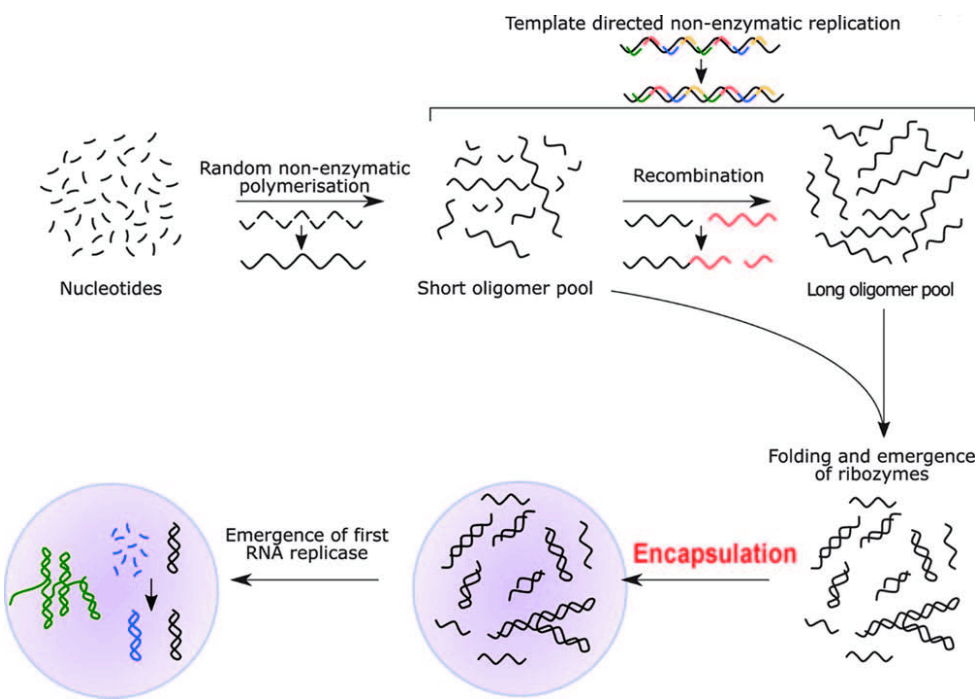 Template directed non-enzymatic replication
Random non-enzymatic
polymerisation
Recombination
Nucleotides
Short oligomer pool
Long oligomer pool
Folding and emergence
of ribozymes
Encapsulation
Emergence of first
RNA replicase